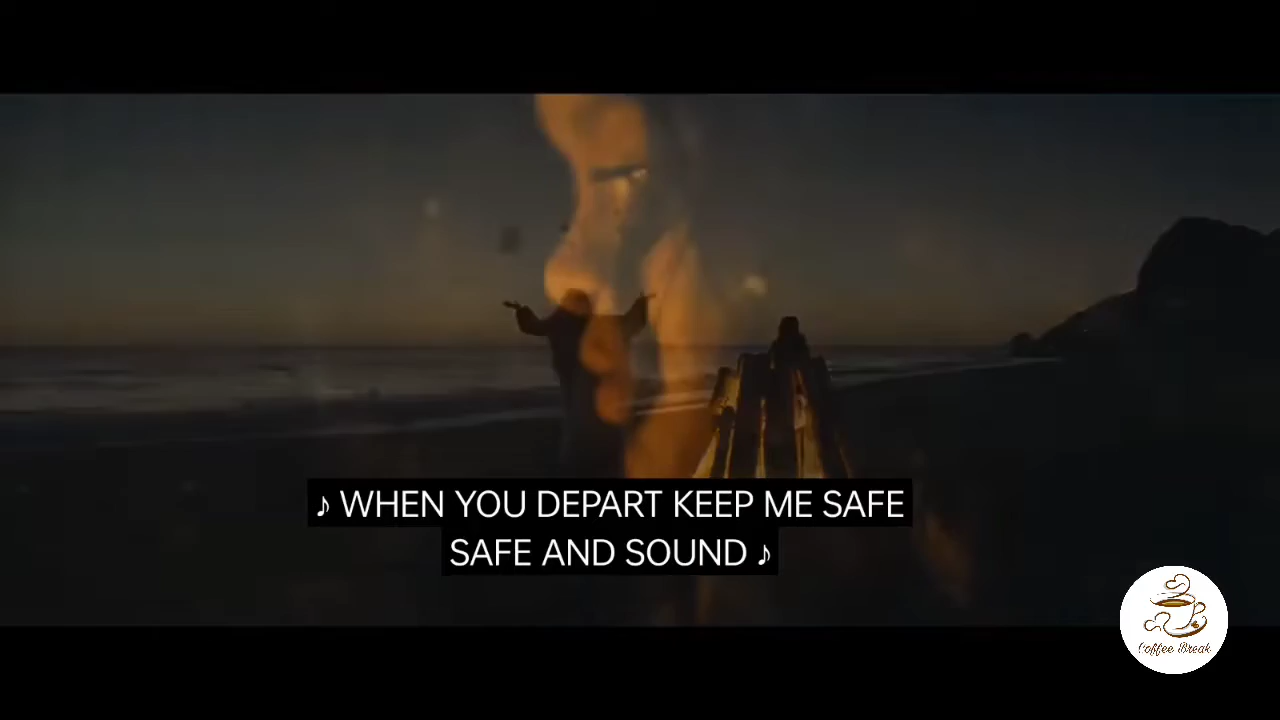 ♪ WHEN YOU DEPART KEEP ME SAFE
SAFE AND SOUND ♪
Coffee Break